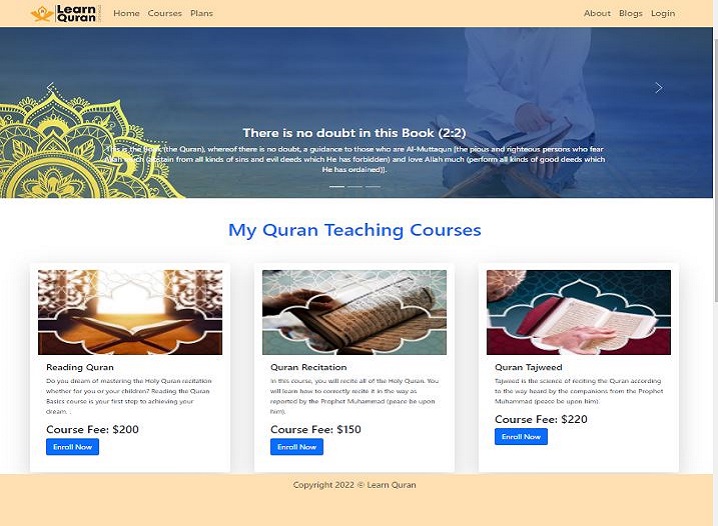 Learn
Quran
Home Courses Plans
About Blogs Login
There is no doubt in this Book (2:2)
This is the Book (the Quran), whereof there is no doubt, a guidance to those who are Al-Muttaqun [the pious and righteous persons who fear
Allah much (abstain from all kinds of sins and evil deeds which He has forbidden) and love Allah much (perform all kinds of good deeds which
He has ordained)].
My Quran Teaching Courses
Reading Quran
Do you dream of mastering the Holy Quran recitation
whether for you or your children? Reading the Quran
Basics course is your first step to achieving your
dream. .
Course Fee: $200
Enroll Now
Quran Recitation
In this course, you will recite all of the Holy Quran. You
will learn how to correctly recite it in the way as
reported by the Prophet Muhammad (peace be upon
him).
Course Fee: $150
Enroll Now
Quran Tajweed
Tajweed is the science of reciting the Quran according
to the way heard by the companions from the Prophet
Muhammad (peace be upon him).
Course Fee: $220
Enroll Now
Copyright 2022 © Learn Quran